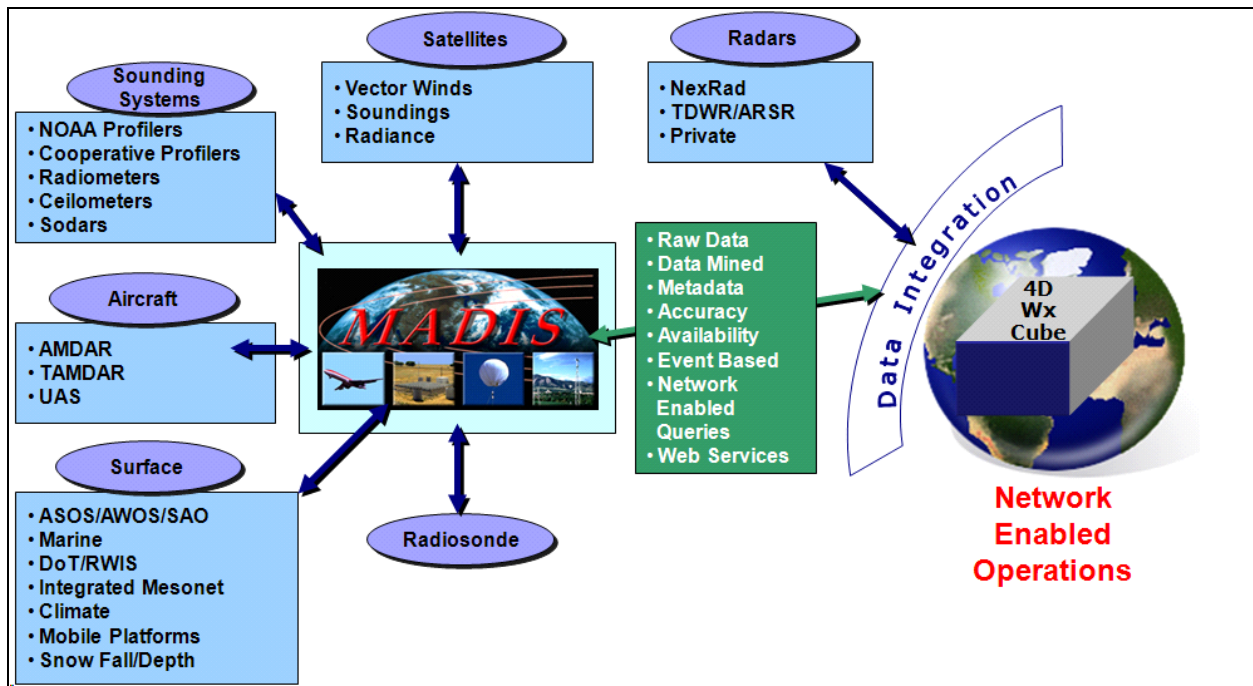 Sounding
Systems
• NOAA Profilers
• Cooperative Profilers
• Radiometers
• Ceilometers
• Sodars
Satellites
• Vector Winds
• Soundings
• Radiance
Radars
• NexRad
• TDWR/ARSR
• Private
Aircraft
• AMDAR
• TAMDAR
• UAS
MADIS
• Raw Data
• Data Mined
• Metadata
• Accuracy
• Availability
• Event Based
• Network
Enabled
Queries
• Web Services
Data Integration
4D
Wx
Cube
Network
Enabled
Operations
Surface
• ASOS/AWOS/SAO
• Marine
• DoT/RWIS
• Integrated Mesonet
• Climate
• Mobile Platforms
• Snow Fall/Depth
Radiosonde